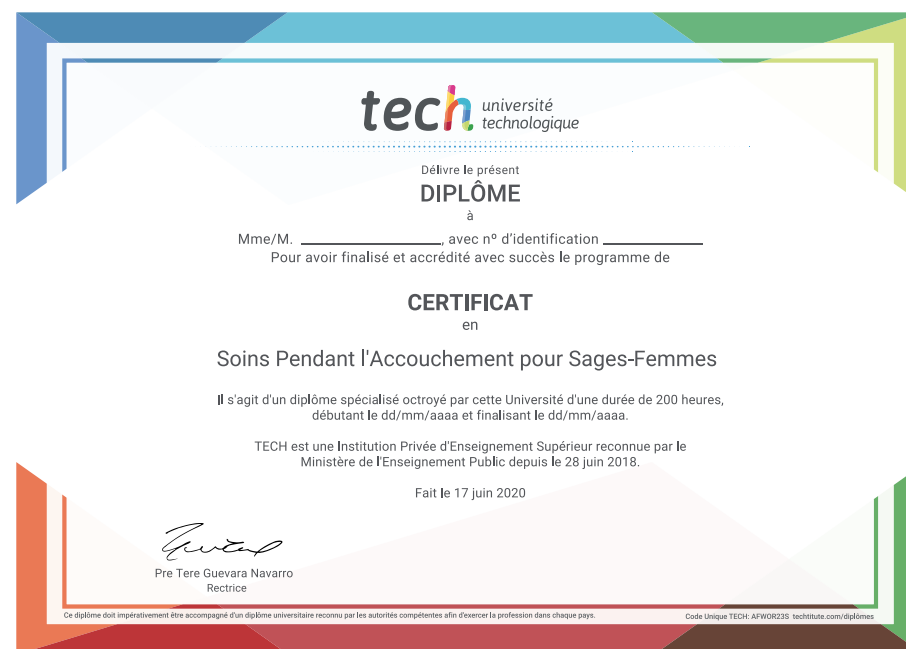 tech université
technologique
Délivre le présent
DIPLÔME
à
Mme/M. ____________________, avec nº d'identification ______________
Pour avoir finalisé et accrédité avec succès le programme de
CERTIFICAT
en
Soins Pendant l'Accouchement pour Sages-Femmes
Il s'agit d'un diplôme spécialisé octroyé par cette Université d'une durée de 200 heures,
débutant le dd/mm/aaaa et finalisant le dd/mm/aaaa.
TECH est une Institution Privée d'Enseignement Supérieur reconnue par le
Ministère de l'Enseignement Public depuis le 28 juin 2018.
Fait le 17 juin 2020
Pre Tere Guevara Navarro
Rectrice
Ce diplôme doit impérativement être accompagné d'un diplôme universitaire reconnu par les autorités compétentes afin d'exercer la profession dans chaque pays.
Code Unique TECH: AFWOR23S techtitute.com/diplômes